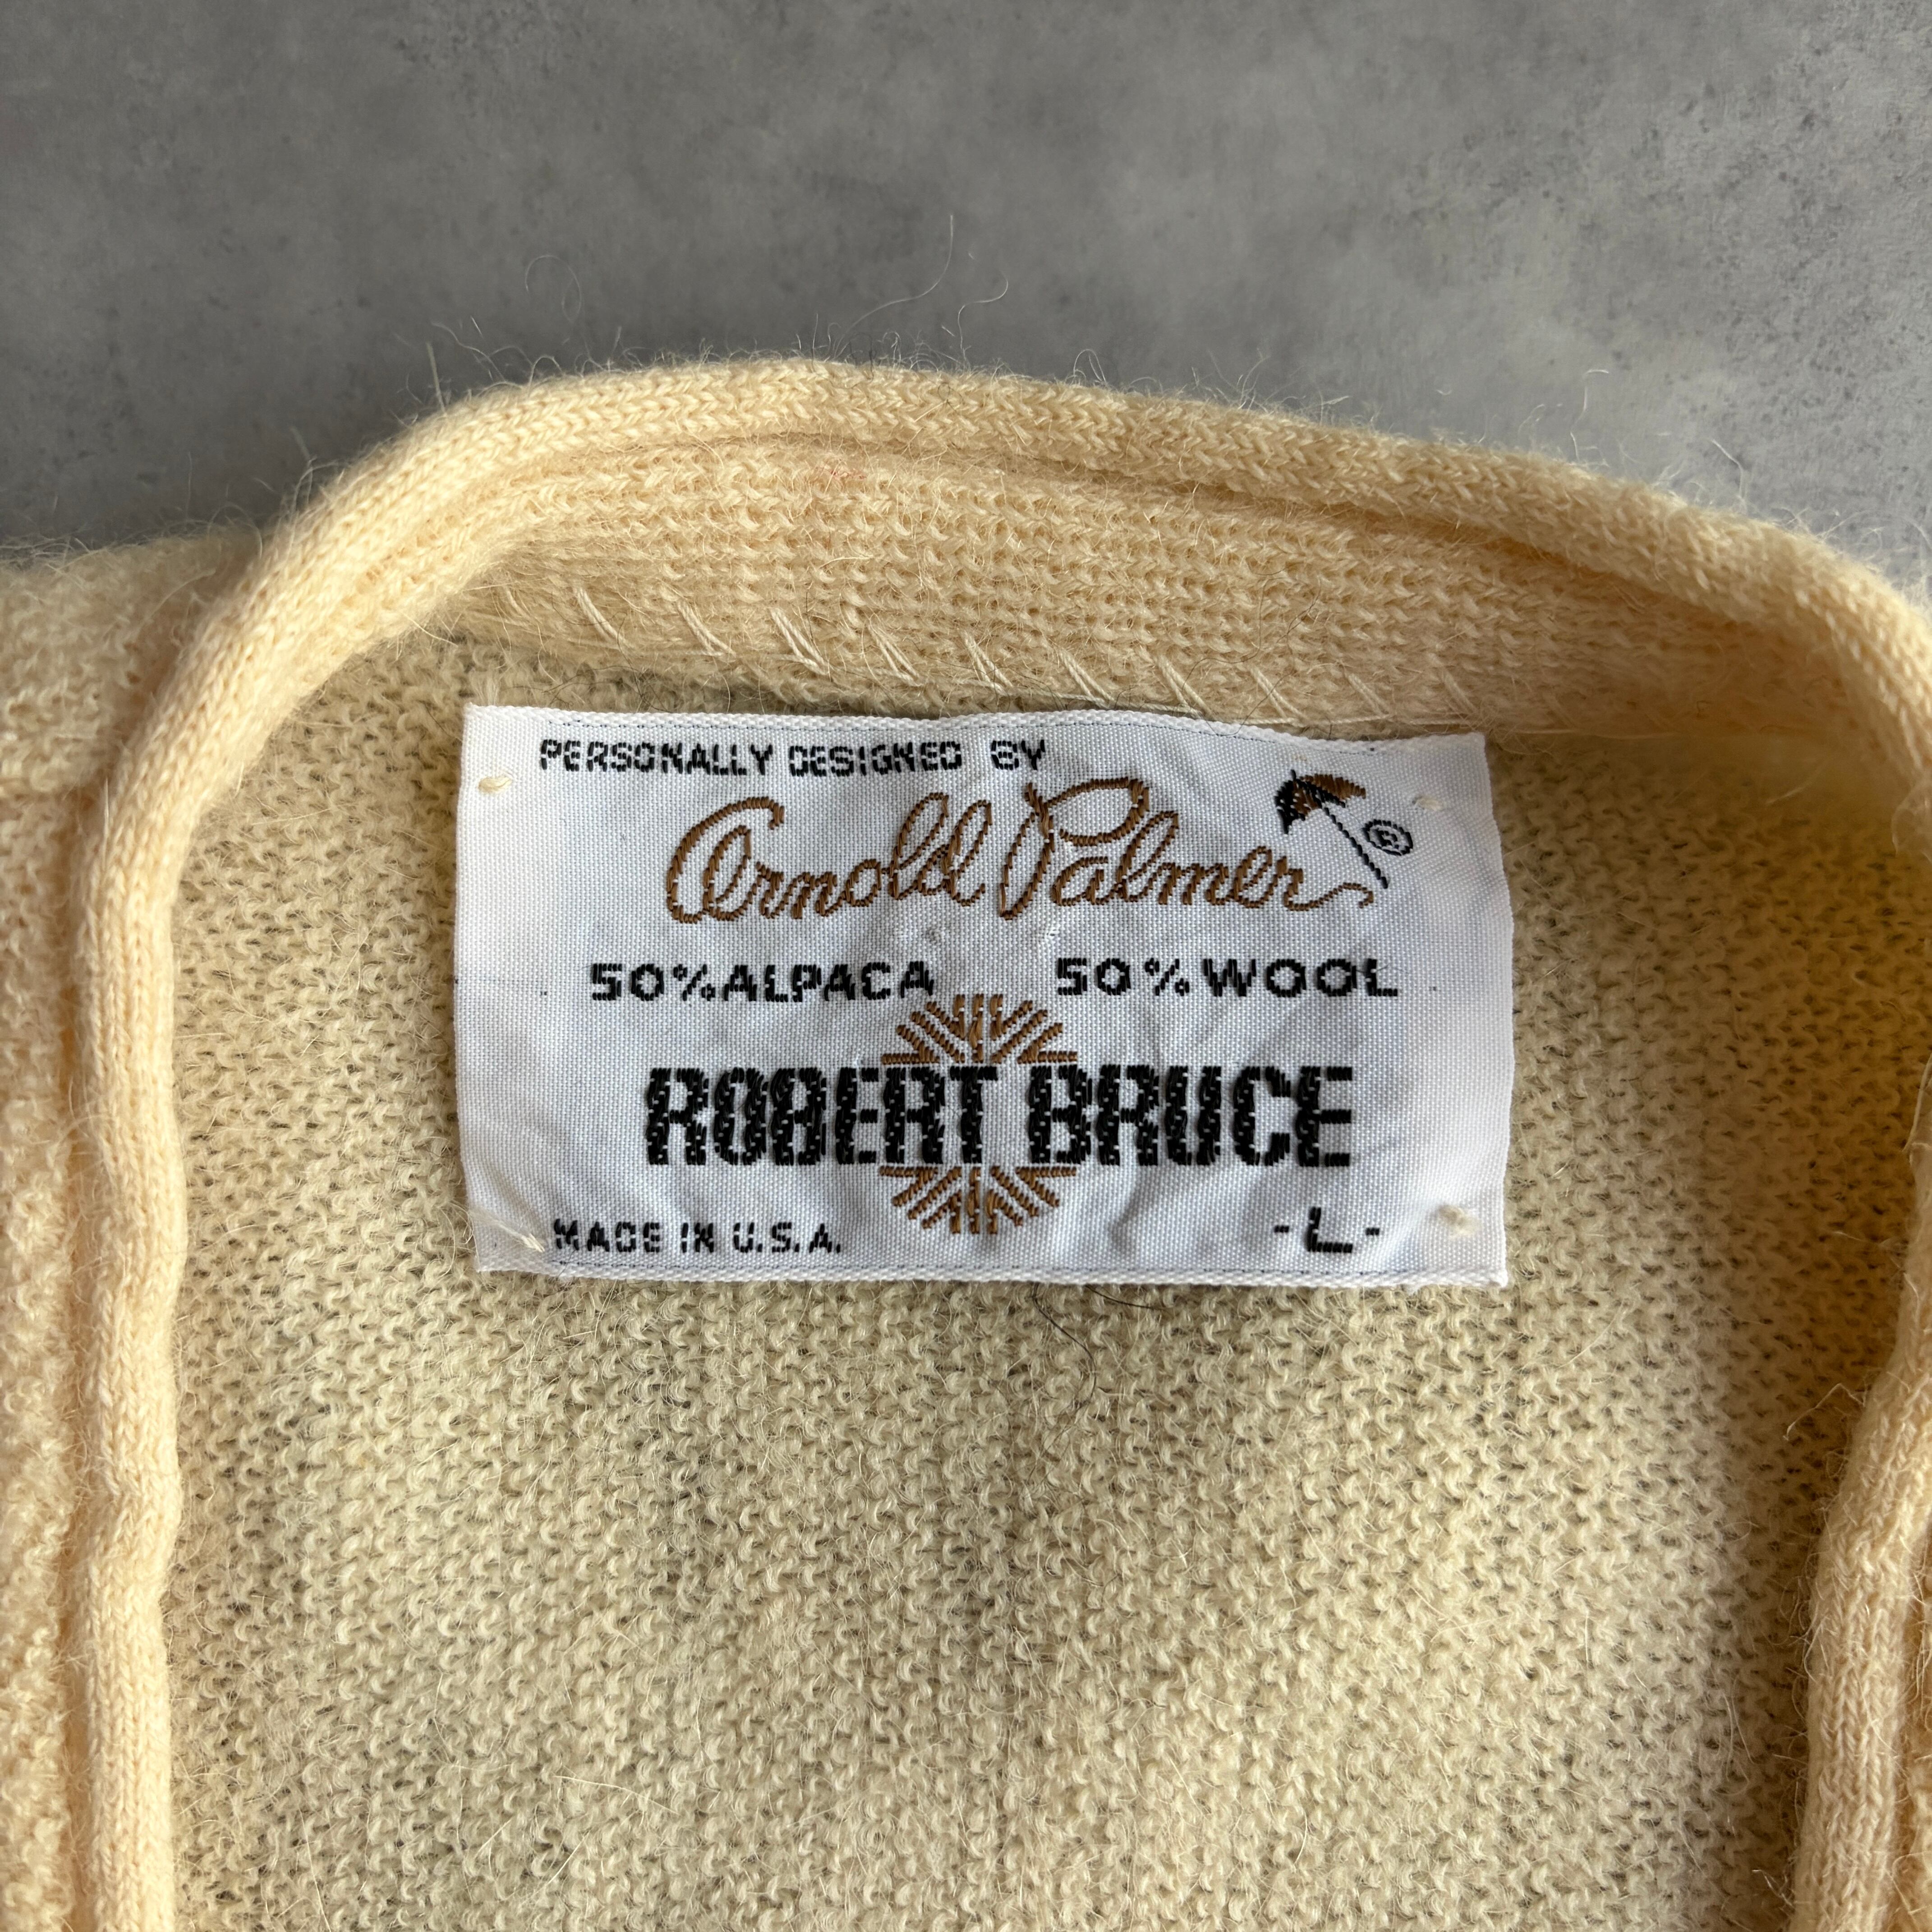 PERSONALLY DESIGNED BY
Arnold Palmer ®
50% ALPACA 50% WOOL
ROBERT BRUCE
MADE IN U.S.A. -L-